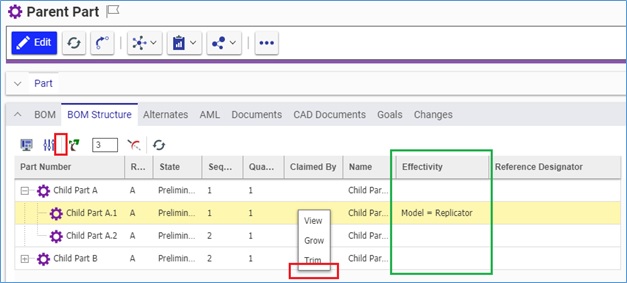 Parent Part
Edit
Part
BOM BOM Structure Alternates AML Documents CAD Documents Goals Changes
3
Part Number R... State Seq... Qua... Claimed By Name Effectivity Reference Designator
Child Part A A Prelimin... 1 1 Child Par...
Child Part A.1 A Prelimin... 1 1 Child Par... Model = Replicator
View
Child Part A.2 A Prelimin... 2 1 Child Par...
Grow
Child Part B A Prelimin... 2 1 Child Par...
Trim